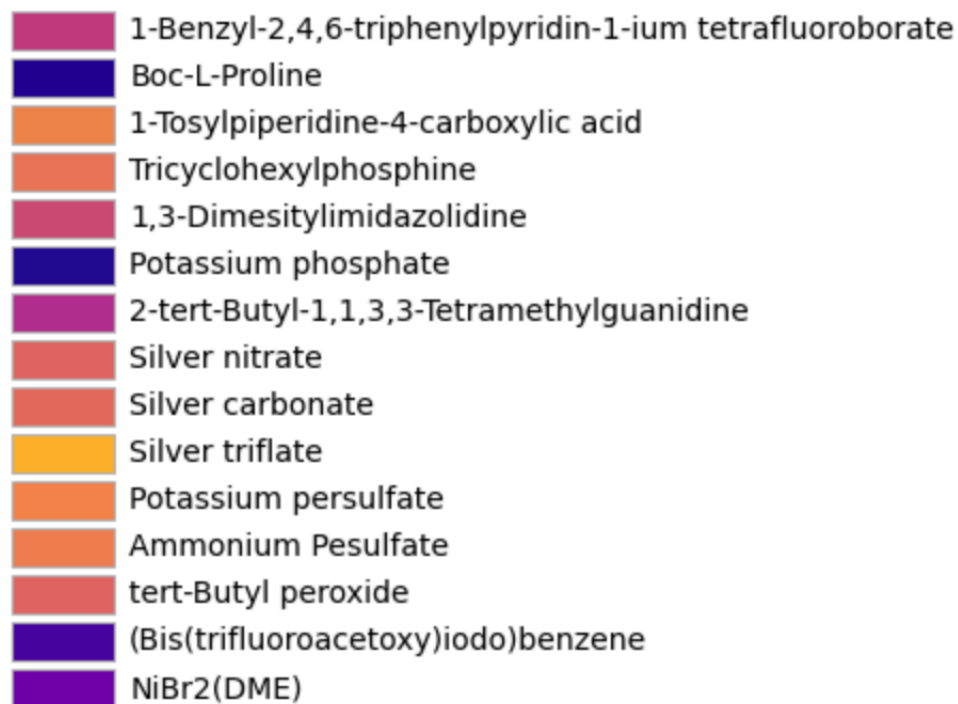 1-Benzyl-2,4,6-triphenylpyridin-1-ium tetrafluoroborate
Boc-L-Proline
1-Tosylpiperidine-4-carboxylic acid
Tricyclohexylphosphine
1,3-Dimesitylimidazolidine
Potassium phosphate
2-tert-Butyl-1,1,3,3-Tetramethylguanidine
Silver nitrate
Silver carbonate
Silver triflate
Potassium persulfate
Ammonium Pesulfate
tert-Butyl peroxide
(Bis(trifluoroacetoxy)iodo)benzene
NiBr2(DME)